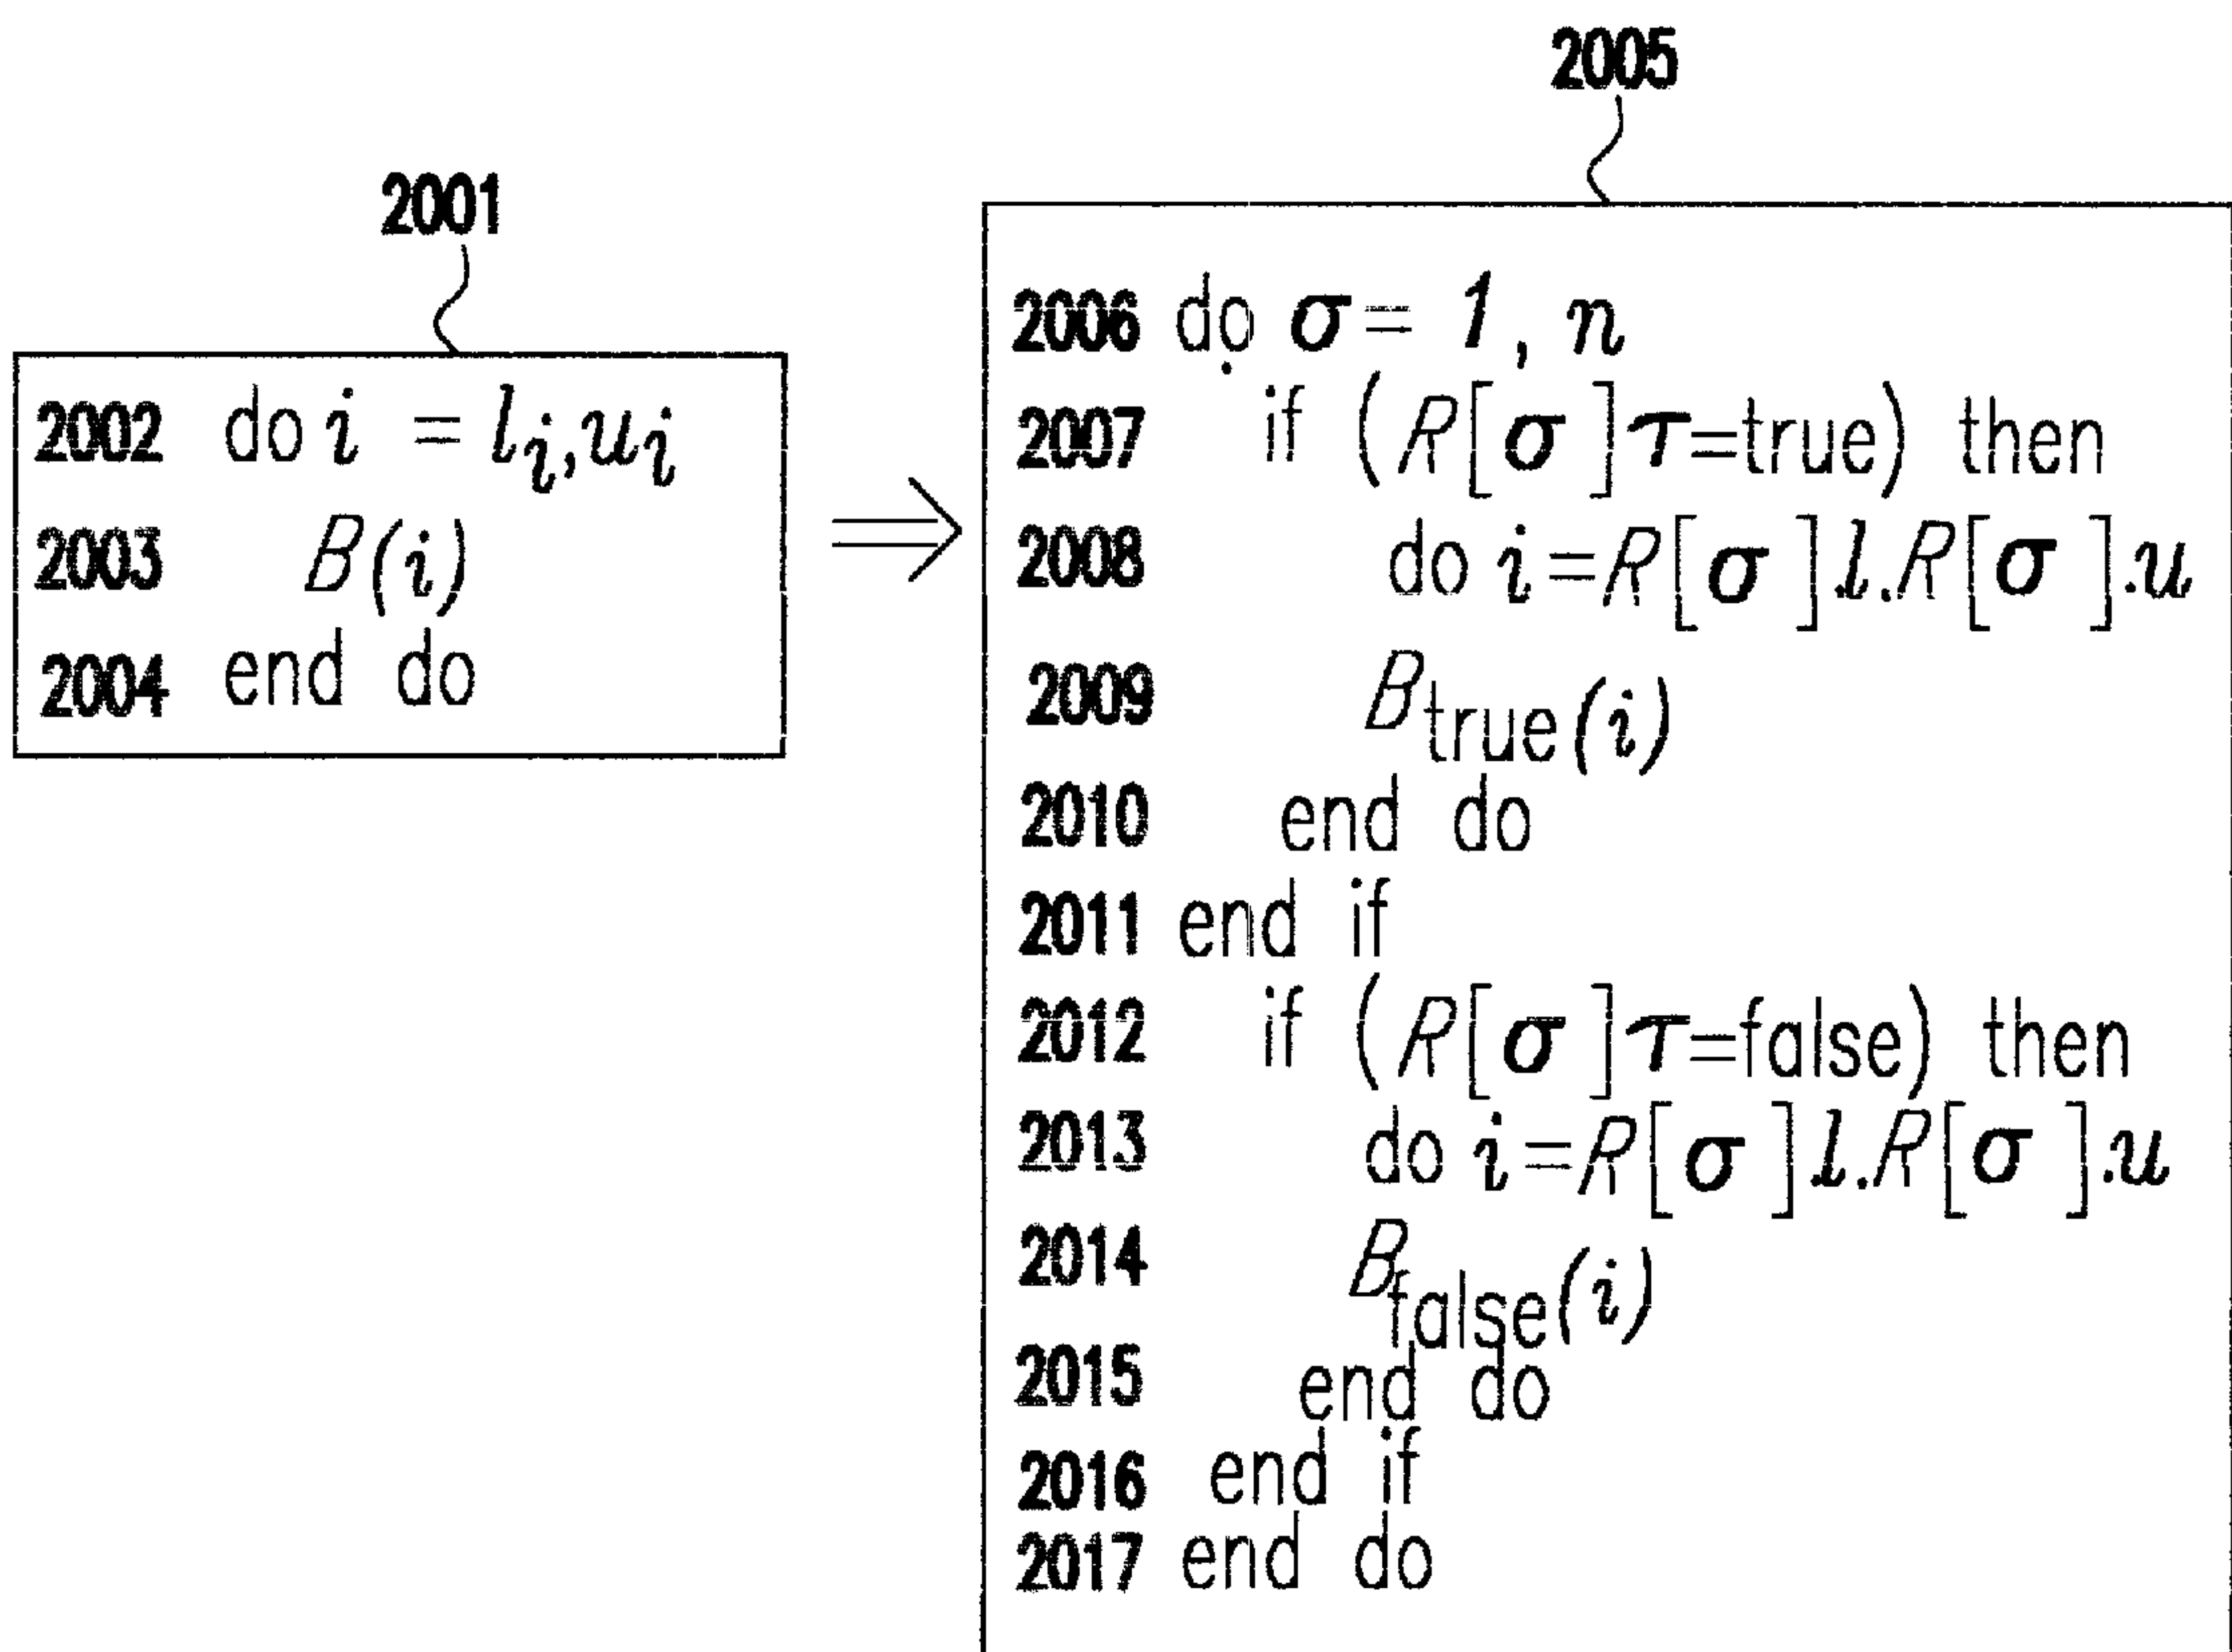 2001
2002 do i = l_i,u_i
2003 B(i)
2004 end do
2005
2006 do σ = 1, n
2007 if (R[σ]τ=true) then
2008 do i=R[σ]l.R[σ].u
2009 B_true(i)
2010 end do
2011 end if
2012 if (R[σ]τ=false) then
2013 do i=R[σ]l.R[σ].u
2014 B_false(i)
2015 end do
2016 end if
2017 end do